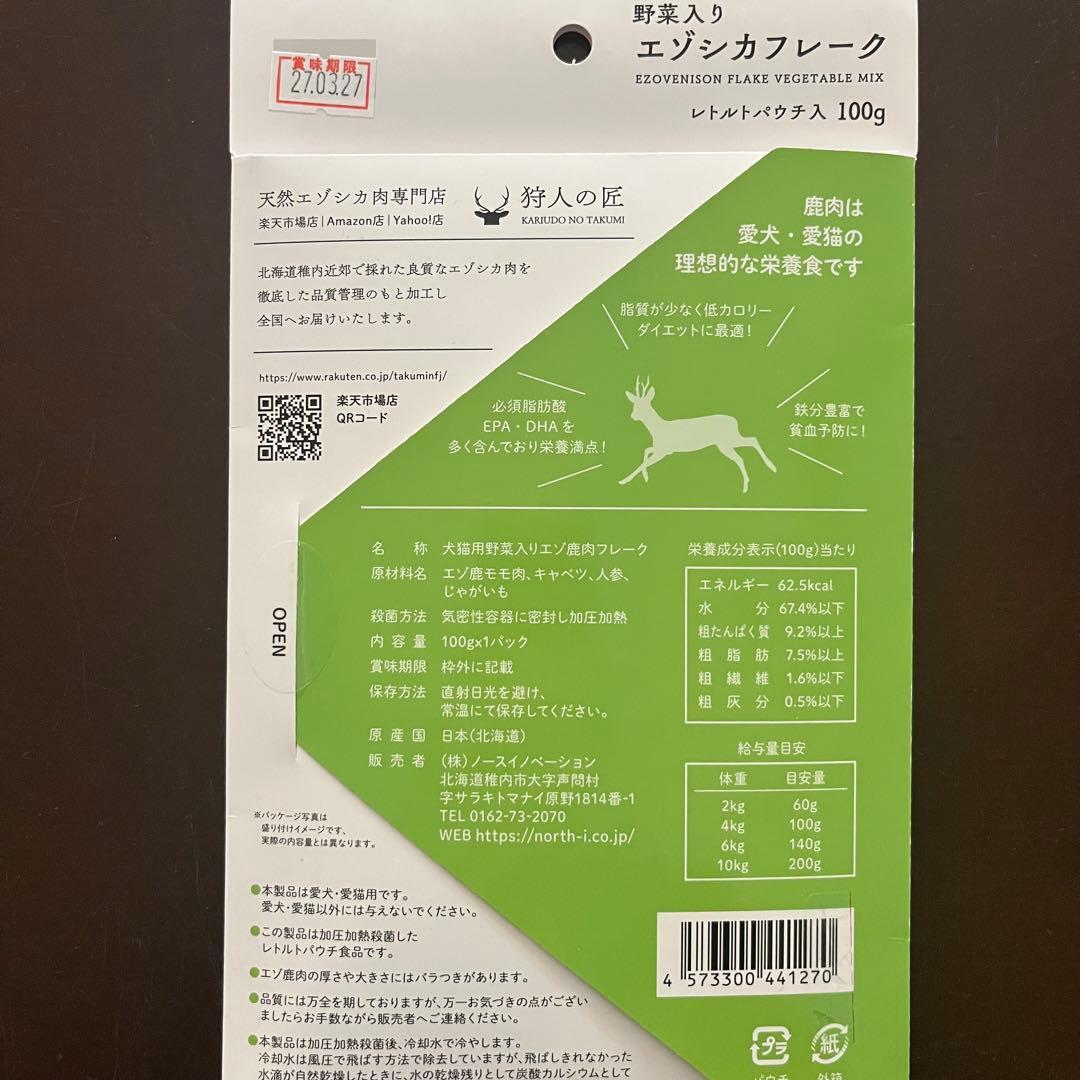 野菜入り
エゾシカフレーク
EZOVENISON FLAKE VEGETABLE MIX
レトルトパウチ入 100g
賞味期限
27.03.27
天然エゾシカ肉専門店
楽天市場店|Amazon店|Yahoo!店
狩人の匠
KARIUDO NO TAKUMI
北海道稚内近郊で採れた良質なエゾシカ肉を
徹底した品質管理のもと加工し
全国へお届けいたします。
https://www.rakuten.co.jp/takuminfj/
楽天市場店
QRコード
鹿肉は
愛犬・愛猫の
理想的な栄養食です
脂質が少なく低カロリー
ダイエットに最適!
必須脂肪酸
EPA・DHAを
多く含んでおり栄養満点!
鉄分豊富で
貧血予防に!
OPEN
名称 犬猫用野菜入りエゾ鹿肉フレーク
原材料名 エゾ鹿モモ肉、キャベツ、人参、
じゃがいも
殺菌方法 気密性容器に密封し加圧加熱
内容量 100gx1パック
賞味期限 枠外に記載
保存方法 直射日光を避け、
常温にて保存してください。
原産国 日本(北海道)
販売者 (株)ノースイノベーション
北海道稚内市大字声問村
字サラキトマナイ原野1814番-1
TEL 0162-73-2070
WEB https://north-i.co.jp/
栄養成分表示(100g)当たり
エネルギー 62.5kcal
水分 67.4%以下
粗たんぱく質 9.2%以上
粗脂肪 7.5%以上
粗繊維 1.6%以下
粗灰分 0.5%以下
給与量目安
体重 目安量
2kg 60g
4kg 100g
6kg 140g
10kg 200g
※パッケージ写真は
盛り付けイメージです、
実際の内容量とは異なります。
●本製品は愛犬・愛猫用です。
愛犬・愛猫以外には与えないでください。
●この製品は加圧加熱殺菌した
レトルトパウチ食品です。
●エゾ鹿肉の厚さや大きさにはバラつきがあります。
●品質には万全を期しておりますが、万一お気づきの点がござい
ましたらお手数ながら販売者へご連絡ください。
●本製品は加圧加熱殺菌後、冷却水で冷やします。
冷却水は風圧で飛ばす方法で除去していますが、飛ばしきれなかった
水滴が自然乾燥したときに、水の乾燥残りとして炭酸カルシウムとして
4 573300 441270
プラ
紙
パウチ
外箱